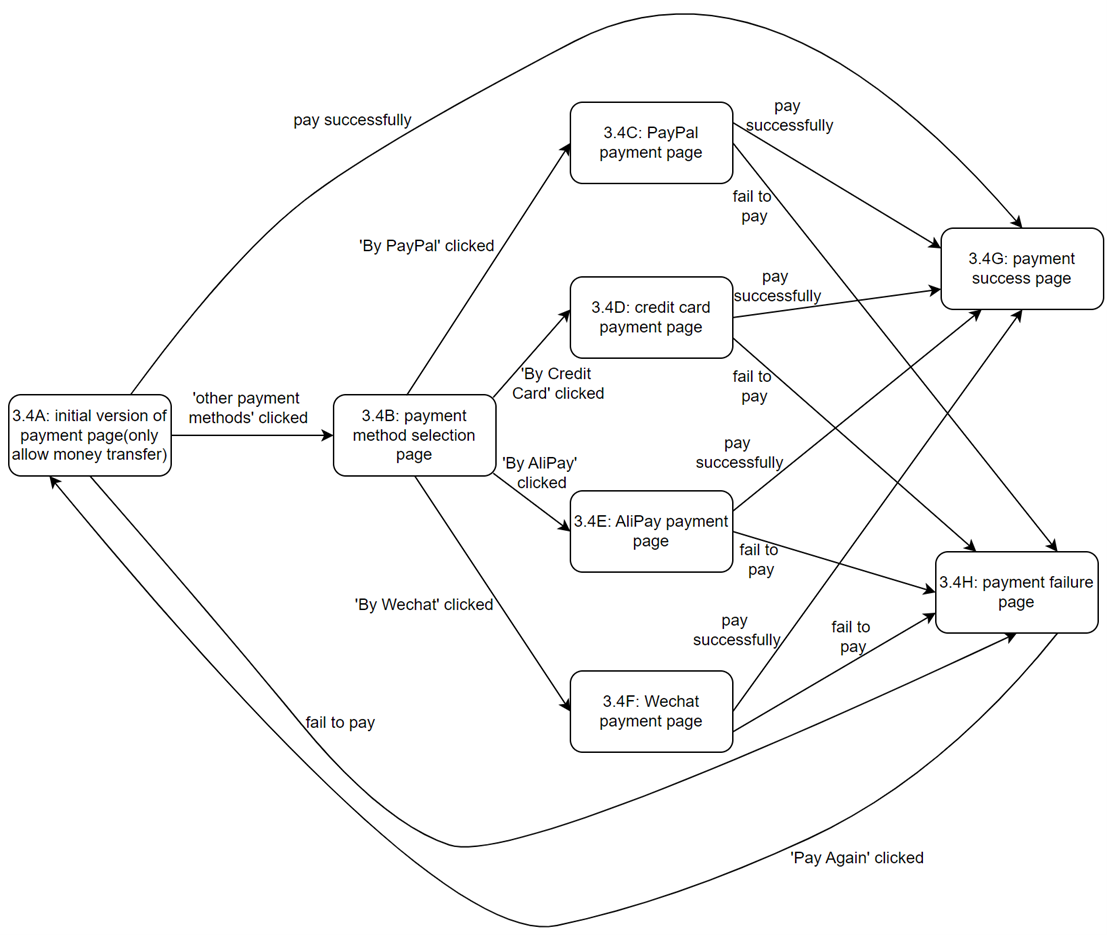 pay successfully
pay
successfully
3.4C: PayPal
payment page
fail to
pay
'By PayPal' clicked
3.4G: payment
success page
pay
successfully
3.4D: credit card
payment page
fail to
pay
'By Credit
Card' clicked
'other payment
methods' clicked
3.4A: initial version of
payment page(only
allow money transfer)
3.4B: payment
method selection
page
pay
successfully
'By AliPay'
clicked
3.4E: AliPay payment
page
fail to
pay
3.4H: payment failure
page
'By Wechat' clicked
pay
successfully
fail to
pay
3.4F: Wechat
payment page
fail to pay
'Pay Again' clicked